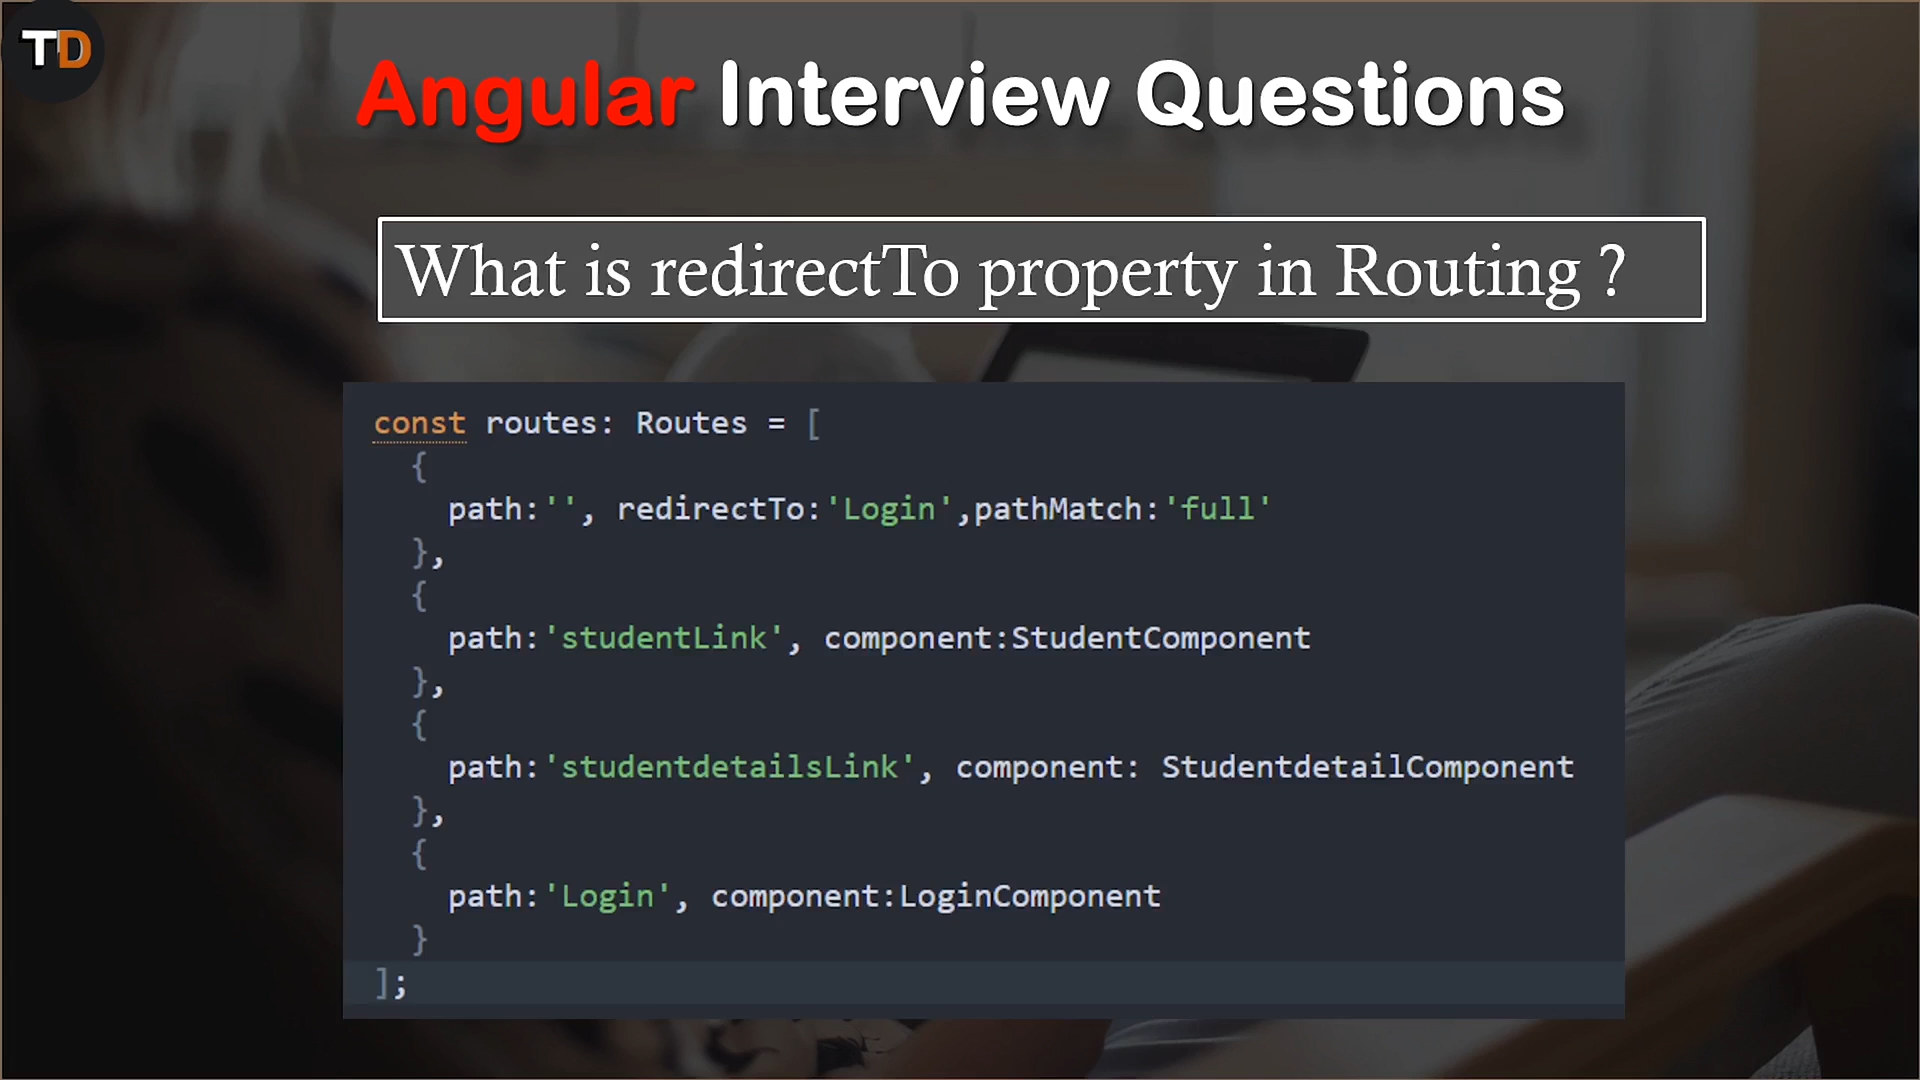 TD
Angular Interview Questions
What is redirectTo property in Routing ?
const routes: Routes = [
{
path:'', redirectTo:'Login',pathMatch:'full'
},
{
path:'studentLink', component:StudentComponent
},
{
path:'studentdetailsLink', component: StudentdetailComponent
},
{
path:'Login', component:LoginComponent
}
];